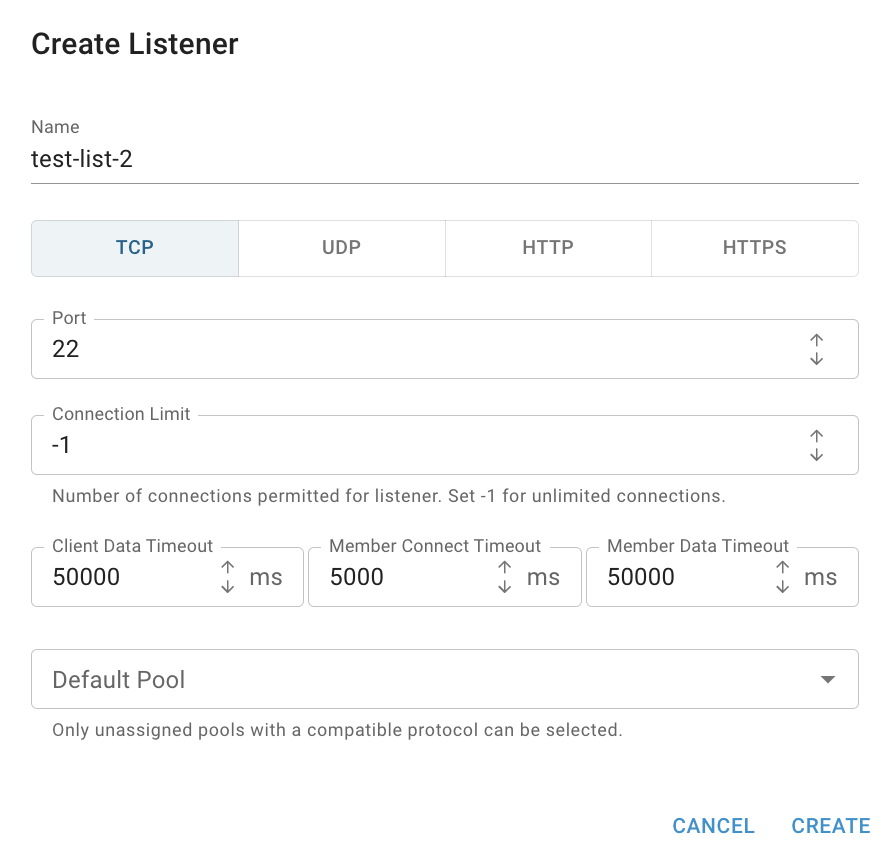 Create Listener
Name
test-list-2
TCP UDP HTTP HTTPS
Port
22
Connection Limit
-1
Number of connections permitted for listener. Set -1 for unlimited connections.
Client Data Timeout Member Connect Timeout Member Data Timeout
50000 ms 5000 ms 50000 ms
Default Pool
Only unassigned pools with a compatible protocol can be selected.
CANCEL CREATE